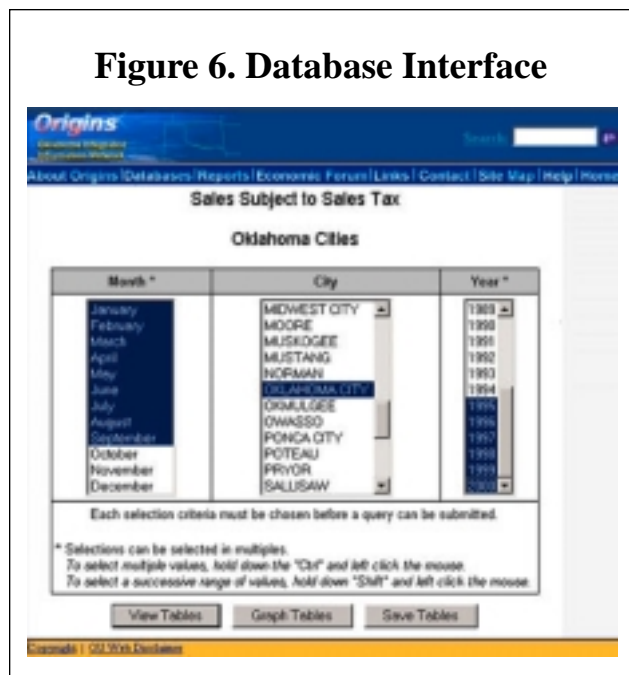 Figure 6. Database Interface
Origins
Oklahoma Integrated
Information Network
Search:
About Origins | Databases | Reports | Economic Forum | Links | Contact | Site Map | Help | Home
Sales Subject to Sales Tax
Oklahoma Cities
Month * City Year *
January MIDWEST CITY 1989
February MOORE 1990
March MUSKOGEE 1991
April MUSTANG 1992
May NORMAN 1993
June OKLAHOMA CITY 1994
July OKMULGEE 1995
August OWASSO 1996
September PONCA CITY 1997
October POTEAU 1998
November PRYOR 1999
December SALLISAW 2000
Each selection criteria must be chosen before a query can be submitted.
* Selections can be selected in multiples.
To select multiple values, hold down the "Ctrl" and left click the mouse.
To select a successive range of values, hold down "Shift" and left click the mouse.
View Tables Graph Tables Save Tables
Copyright | OU Web Disclaimer